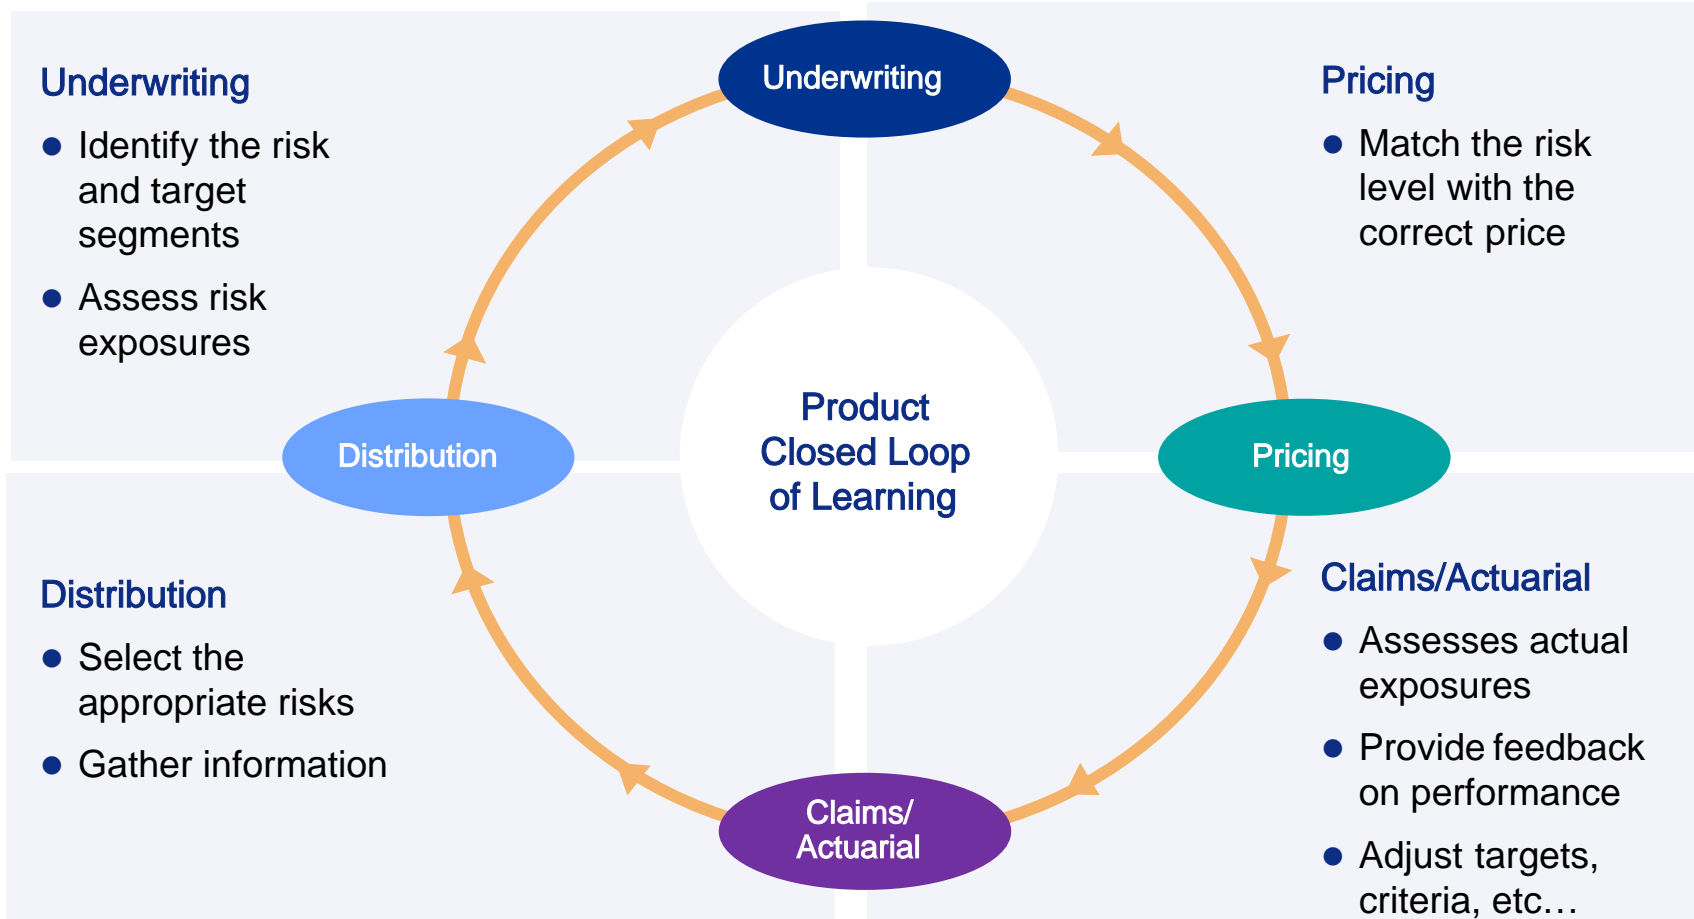 Underwriting
● Identify the risk
and target
segments
● Assess risk
exposures
Underwriting
Pricing
● Match the risk
level with the
correct price
Distribution
Product
Closed Loop
of Learning
Pricing
Distribution
● Select the
appropriate risks
● Gather information
Claims/
Actuarial
Claims/Actuarial
● Assesses actual
exposures
● Provide feedback
on performance
● Adjust targets,
criteria, etc…